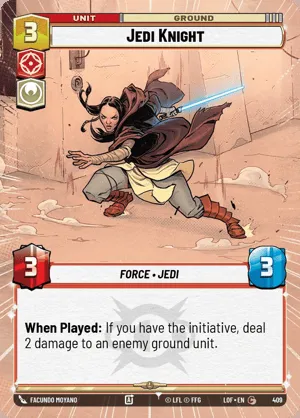 UNIT
GROUND
3
JEDI KNIGHT
3
FORCE • JEDI
3
When Played: If you have the initiative, deal
2 damage to an enemy ground unit.
FACUNDO MOYANO
© LFL © FFG
LOF • EN
C
409